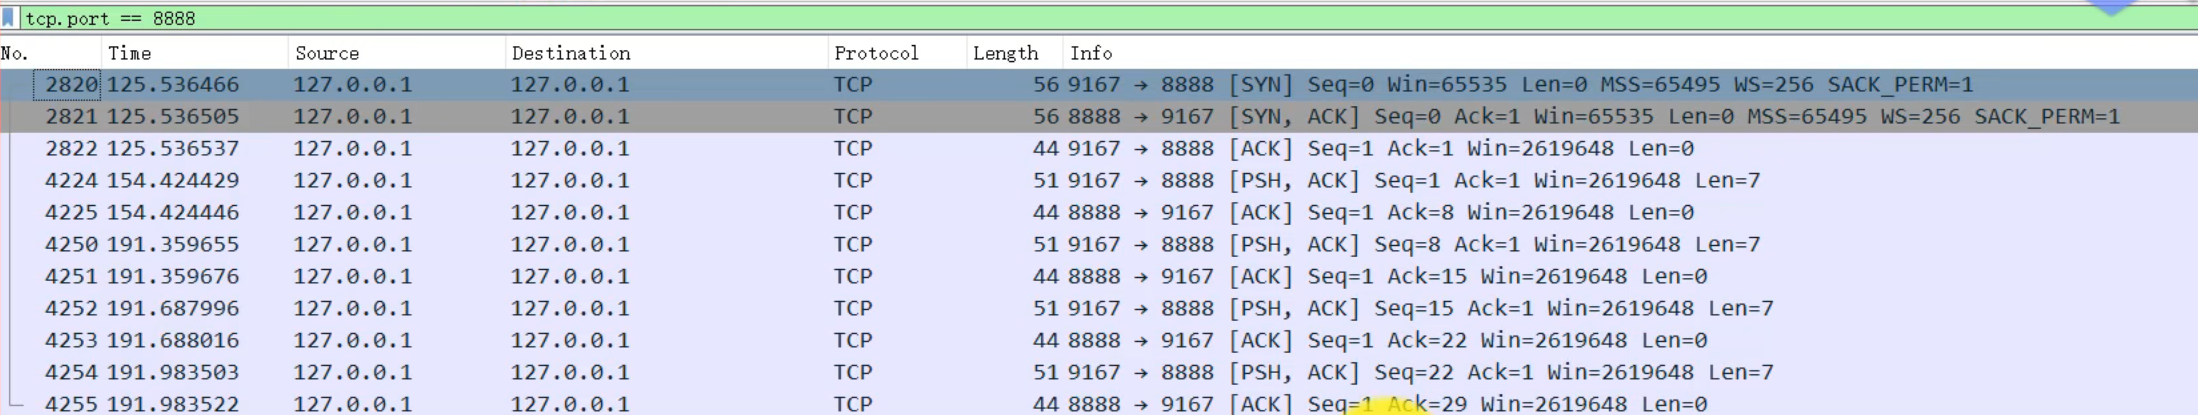 tcp.port == 8888
No. Time Source Destination Protocol Length Info
2820 125.536466 127.0.0.1 127.0.0.1 TCP 56 9167 → 8888 [SYN] Seq=0 Win=65535 Len=0 MSS=65495 WS=256 SACK_PERM=1
2821 125.536505 127.0.0.1 127.0.0.1 TCP 56 8888 → 9167 [SYN, ACK] Seq=0 Ack=1 Win=65535 Len=0 MSS=65495 WS=256 SACK_PERM=1
2822 125.536537 127.0.0.1 127.0.0.1 TCP 44 9167 → 8888 [ACK] Seq=1 Ack=1 Win=2619648 Len=0
4224 154.424429 127.0.0.1 127.0.0.1 TCP 51 9167 → 8888 [PSH, ACK] Seq=1 Ack=1 Win=2619648 Len=7
4225 154.424446 127.0.0.1 127.0.0.1 TCP 44 8888 → 9167 [ACK] Seq=1 Ack=8 Win=2619648 Len=0
4250 191.359655 127.0.0.1 127.0.0.1 TCP 51 9167 → 8888 [PSH, ACK] Seq=8 Ack=1 Win=2619648 Len=7
4251 191.359676 127.0.0.1 127.0.0.1 TCP 44 8888 → 9167 [ACK] Seq=1 Ack=15 Win=2619648 Len=0
4252 191.687996 127.0.0.1 127.0.0.1 TCP 51 9167 → 8888 [PSH, ACK] Seq=15 Ack=1 Win=2619648 Len=7
4253 191.688016 127.0.0.1 127.0.0.1 TCP 44 8888 → 9167 [ACK] Seq=1 Ack=22 Win=2619648 Len=0
4254 191.983503 127.0.0.1 127.0.0.1 TCP 51 9167 → 8888 [PSH, ACK] Seq=22 Ack=1 Win=2619648 Len=7
4255 191.983522 127.0.0.1 127.0.0.1 TCP 44 8888 → 9167 [ACK] Seq=1 Ack=29 Win=2619648 Len=0